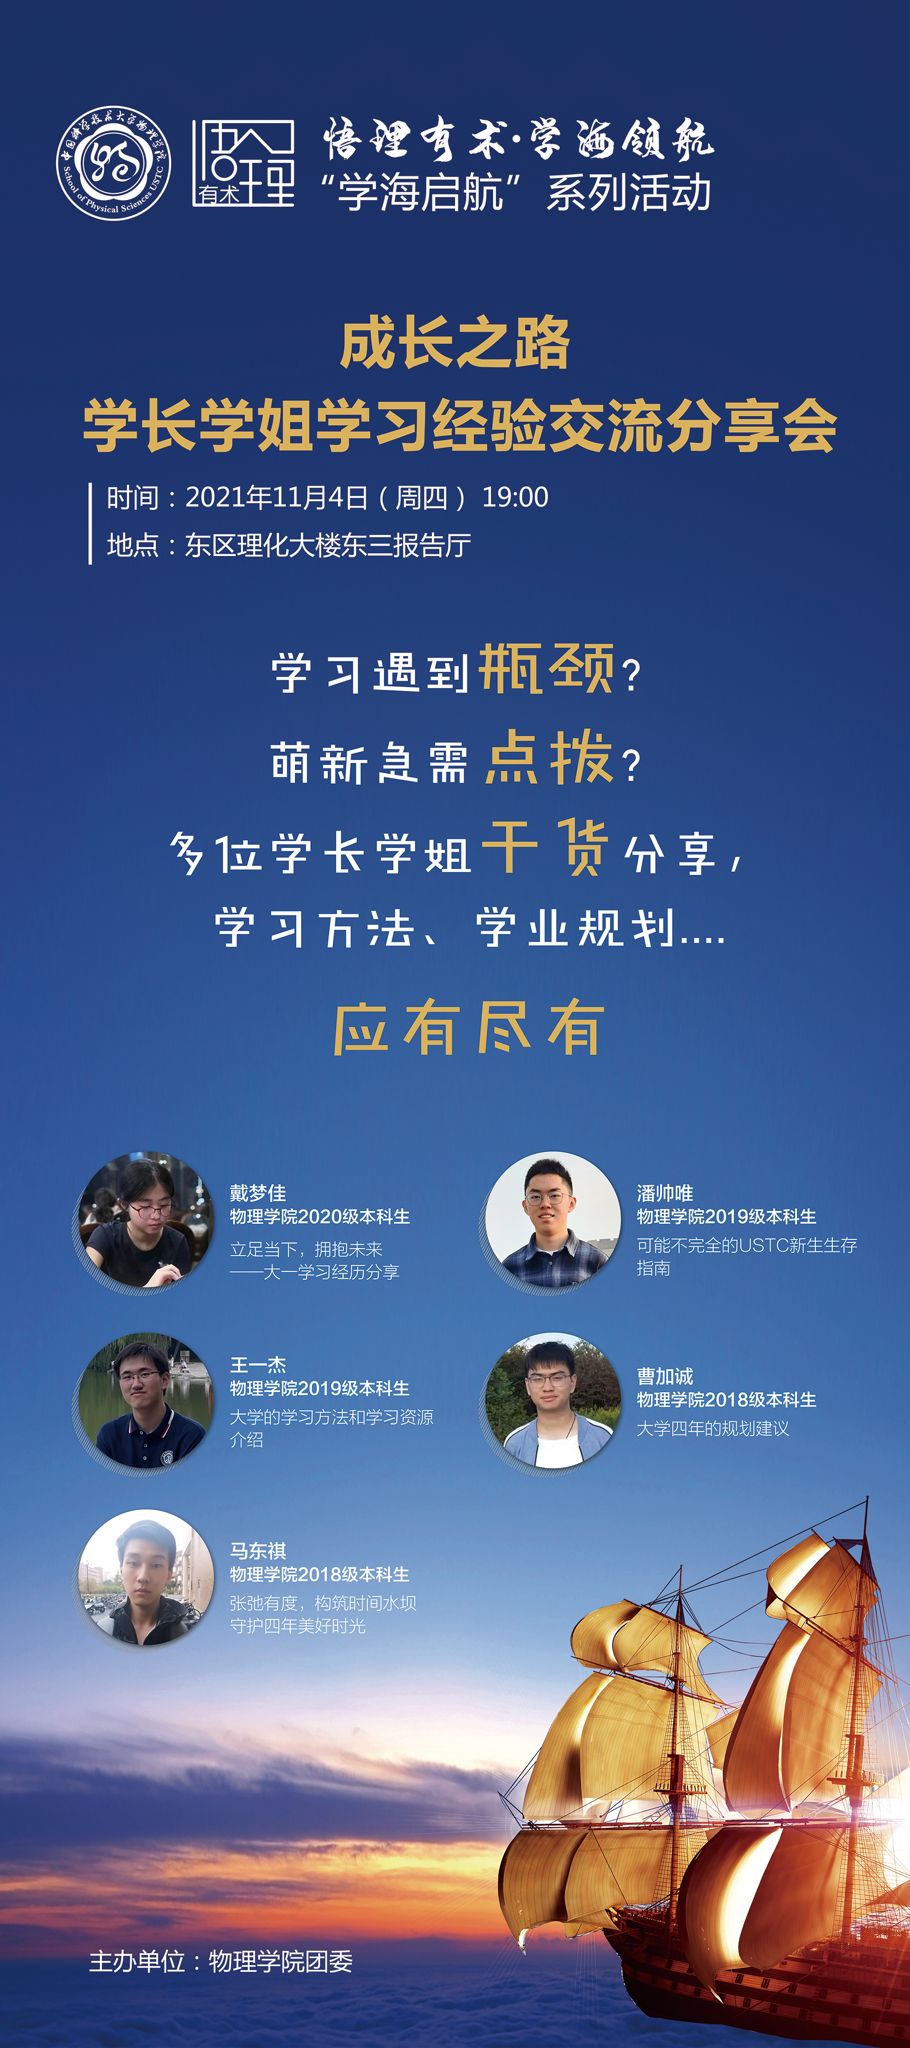 中国科学技术大学物理学院
School of Physical Sciences USTC
悟理
有术
悟理有术·学海领航
“学海启航”系列活动
成长之路
学长学姐学习经验交流分享会
时间：2021年11月4日（周四） 19:00
地点：东区理化大楼东三报告厅
学习遇到瓶颈?
萌新急需点拨?
多位学长学姐干货分享,
学习方法、学业规划....
应有尽有
戴梦佳
物理学院2020级本科生
立足当下，拥抱未来
——大一学习经历分享
潘帅唯
物理学院2019级本科生
可能不完全的USTC新生生存
指南
王一杰
物理学院2019级本科生
大学的学习方法和学习资源
介绍
曹加诚
物理学院2018级本科生
大学四年的规划建议
马东祺
物理学院2018级本科生
张弛有度，构筑时间水坝
守护四年美好时光
主办单位：物理学院团委